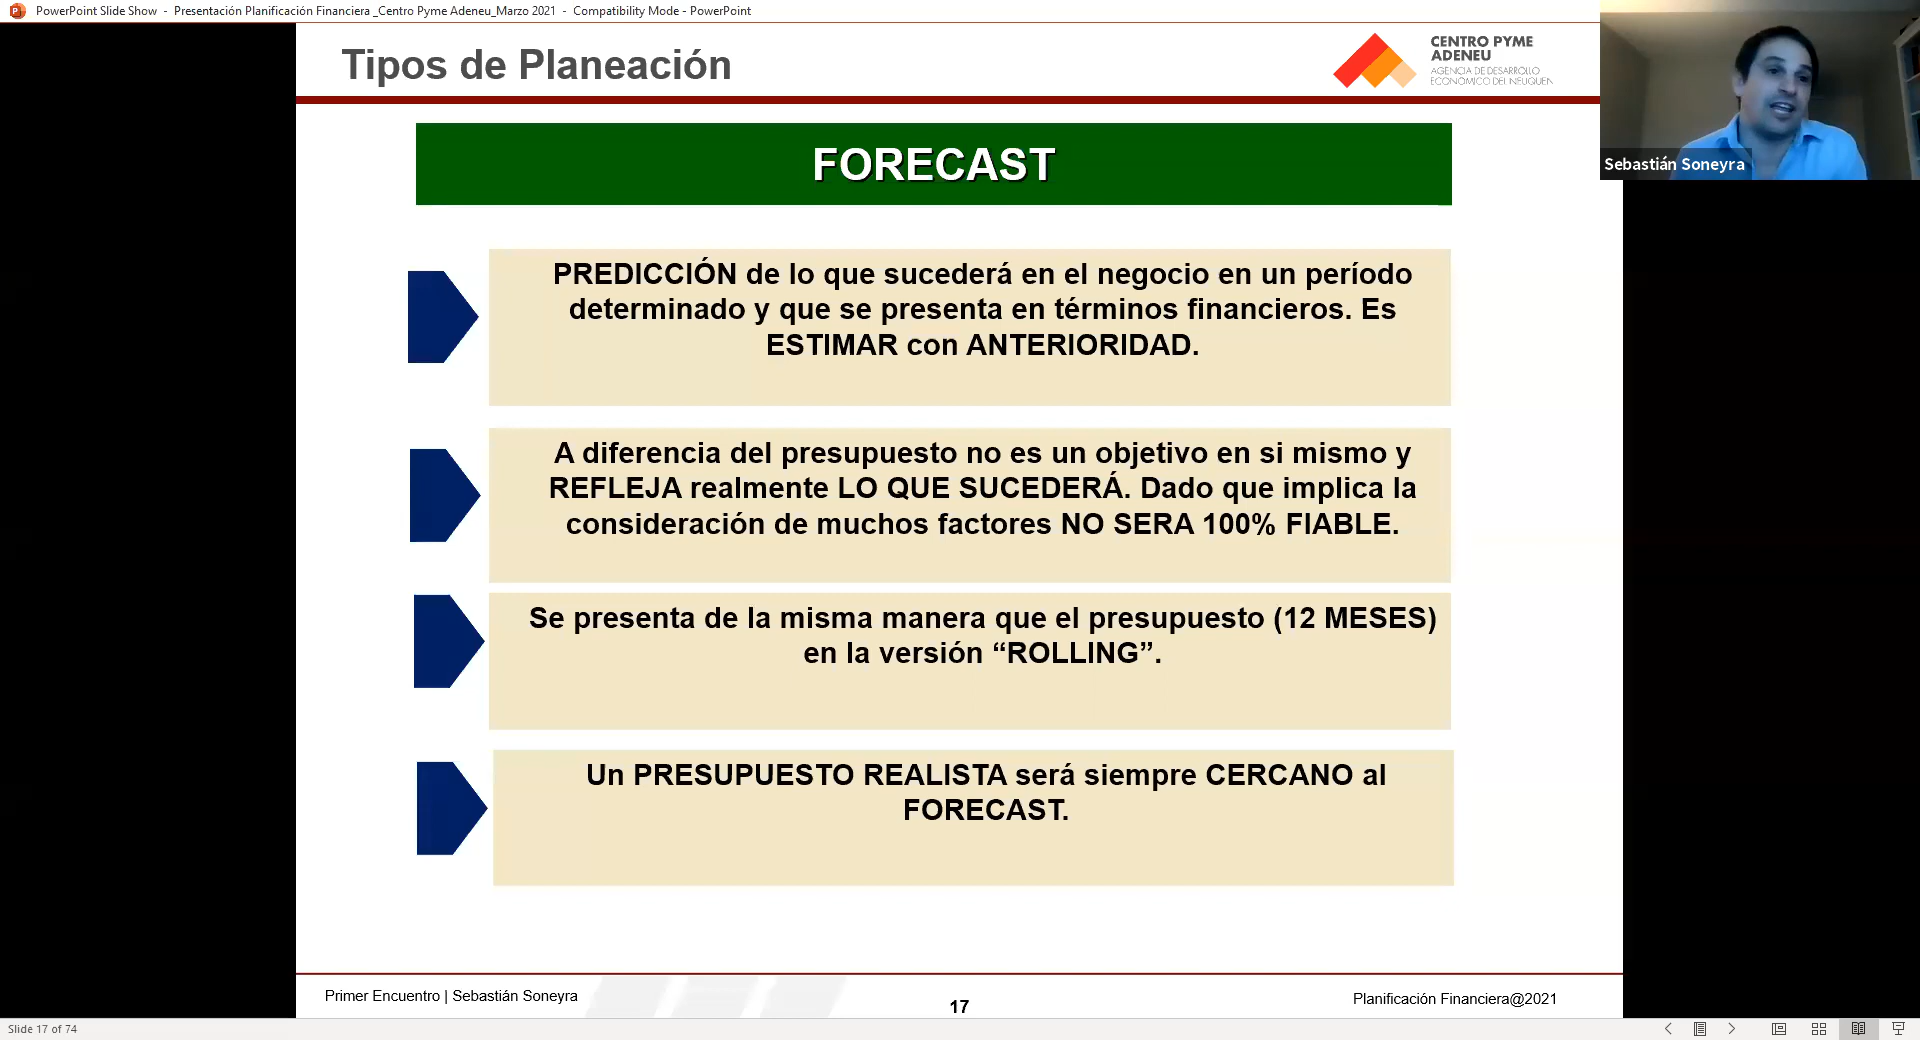 PowerPoint Slide Show - Presentación Planificación Financiera _Centro Pyme Adeneu_Marzo 2021 - Compatibility Mode - PowerPoint
Tipos de Planeación
CENTRO PYME
ADENEU
AGENCIA DE DESARROLLO
ECONOMICO DEL NEUQUEN
Sebastián Soneyra
FORECAST
PREDICCIÓN de lo que sucederá en el negocio en un período
determinado y que se presenta en términos financieros. Es
ESTIMAR con ANTERIORIDAD.
A diferencia del presupuesto no es un objetivo en si mismo y
REFLEJA realmente LO QUE SUCEDERÁ. Dado que implica la
consideración de muchos factores NO SERA 100% FIABLE.
Se presenta de la misma manera que el presupuesto (12 MESES)
en la versión “ROLLING”.
Un PRESUPUESTO REALISTA será siempre CERCANO al
FORECAST.
Primer Encuentro | Sebastián Soneyra
17
Planificación Financiera@2021
Slide 17 of 74